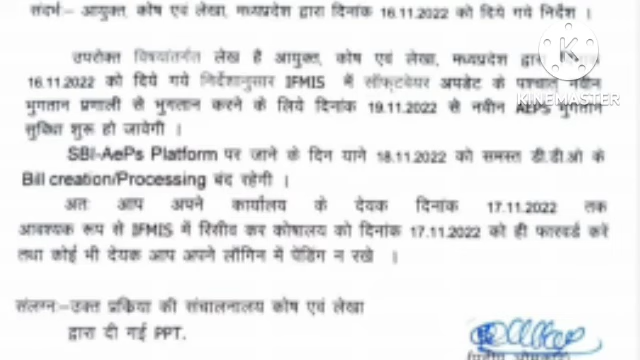 संदर्भ:– आयुक्त, कोष एवं लेखा, मध्यप्रदेश द्वारा दिनांक 16.11.2022 को दिये गये निर्देश ।
उपरोक्त विषयांतर्गत लेख है आयुक्त, कोष एवं लेखा, मध्यप्रदेश द्वारा
16.11.2022 को दिये गये निर्देशानुसार IFMIS में सॉफ्टवेयर अपडेट के पश्चात् नवीन
भुगतान प्रणाली से भुगतान करने के लिये दिनांक 19.11.2022 से नवीन AEPS भुगतान
सुविधा शुरू हो जायेगी ।
SBI-AePs Platform पर जाने के दिन याने 18.11.2022 को समस्त डी.डी.ओ के
Bill creation/Processing बंद रहेगी ।
अतः आप अपने कार्यालय के देयक दिनांक 17.11.2022 तक
आवश्यक रूप से IFMIS में रिसीव कर कोषालय को दिनांक 17.11.2022 को ही फारवर्ड करें
तथा कोई भी देयक आप अपने लॉगिन में पेंडिंग न रखे ।
संलग्न:–उक्त प्रकिया की संचालनालय कोष एवं लेखा
द्वारा दी गई PPT.
KINEMASTER